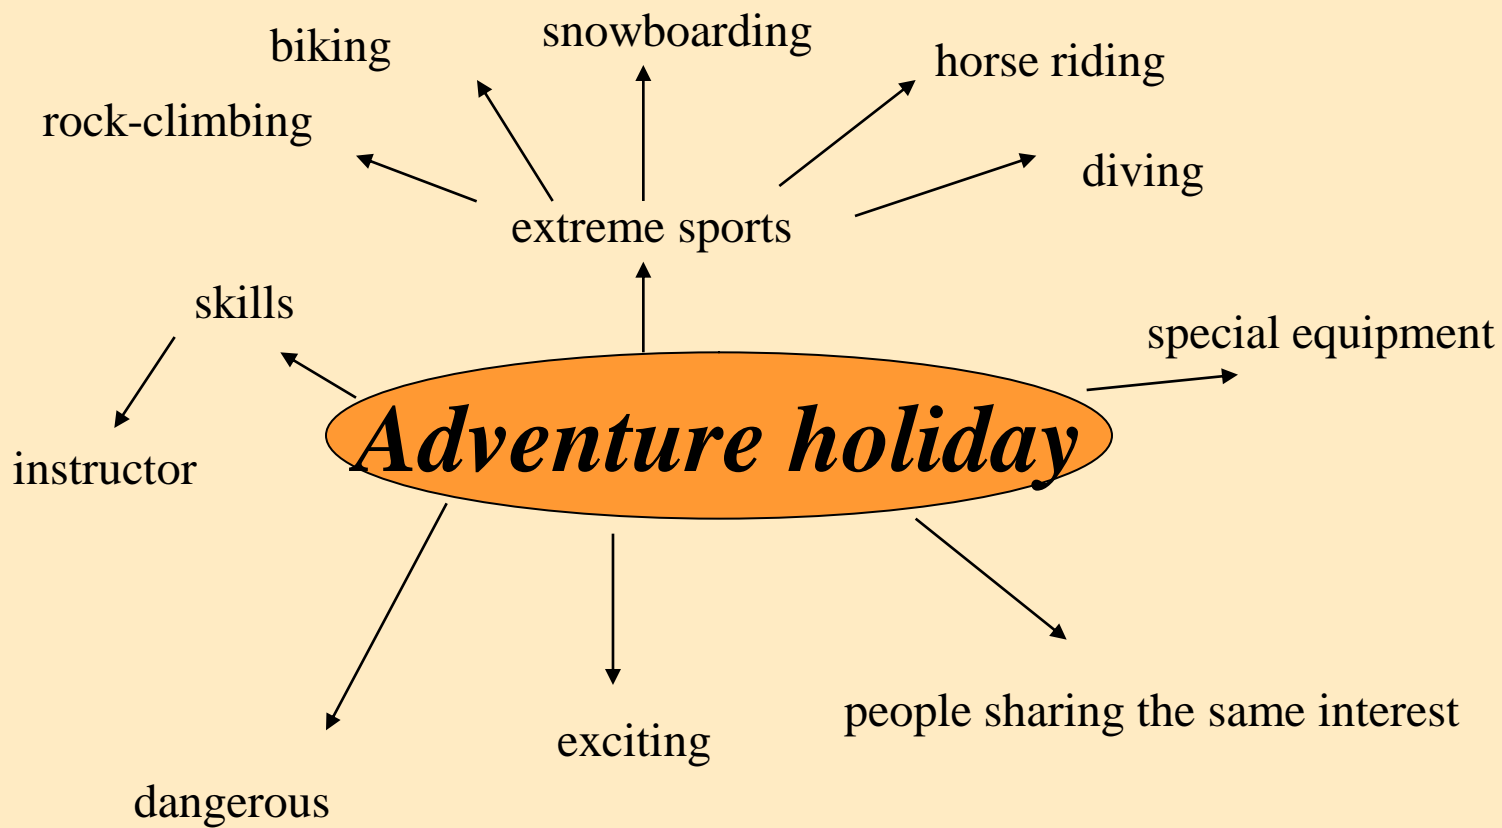 snowboarding
biking
horse riding
rock-climbing
diving
extreme sports
skills
special equipment
Adventure holiday
instructor
people sharing the same interest
exciting
dangerous